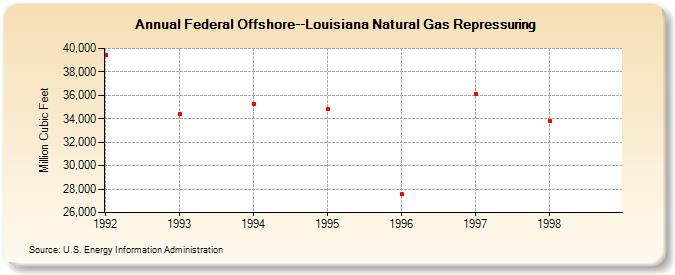 Annual Federal Offshore--Louisiana Natural Gas Repressuring
Million Cubic Feet
40,000
38,000
36,000
34,000
32,000
30,000
28,000
26,000
1992 1993 1994 1995 1996 1997 1998
Source: U.S. Energy Information Administration